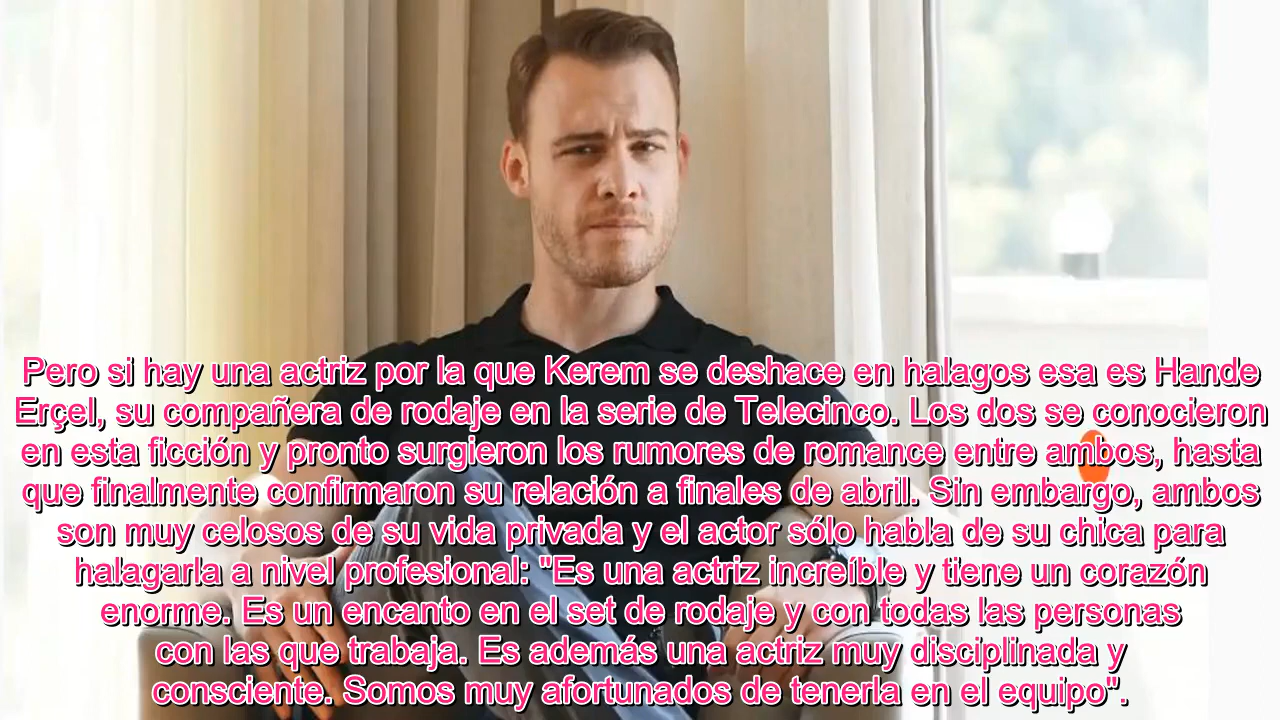 Pero si hay una actriz por la que Kerem se deshace en halagos esa es Hande
Erçel, su compañera de rodaje en la serie de Telecinco. Los dos se conocieron
en esta ficción y pronto surgieron los rumores de romance entre ambos, hasta
que finalmente confirmaron su relación a finales de abril. Sin embargo, ambos
son muy celosos de su vida privada y el actor sólo habla de su chica para
halagarla a nivel profesional: "Es una actriz increíble y tiene un corazón
enorme. Es un encanto en el set de rodaje y con todas las personas
con las que trabaja. Es además una actriz muy disciplinada y
consciente. Somos muy afortunados de tenerla en el equipo".